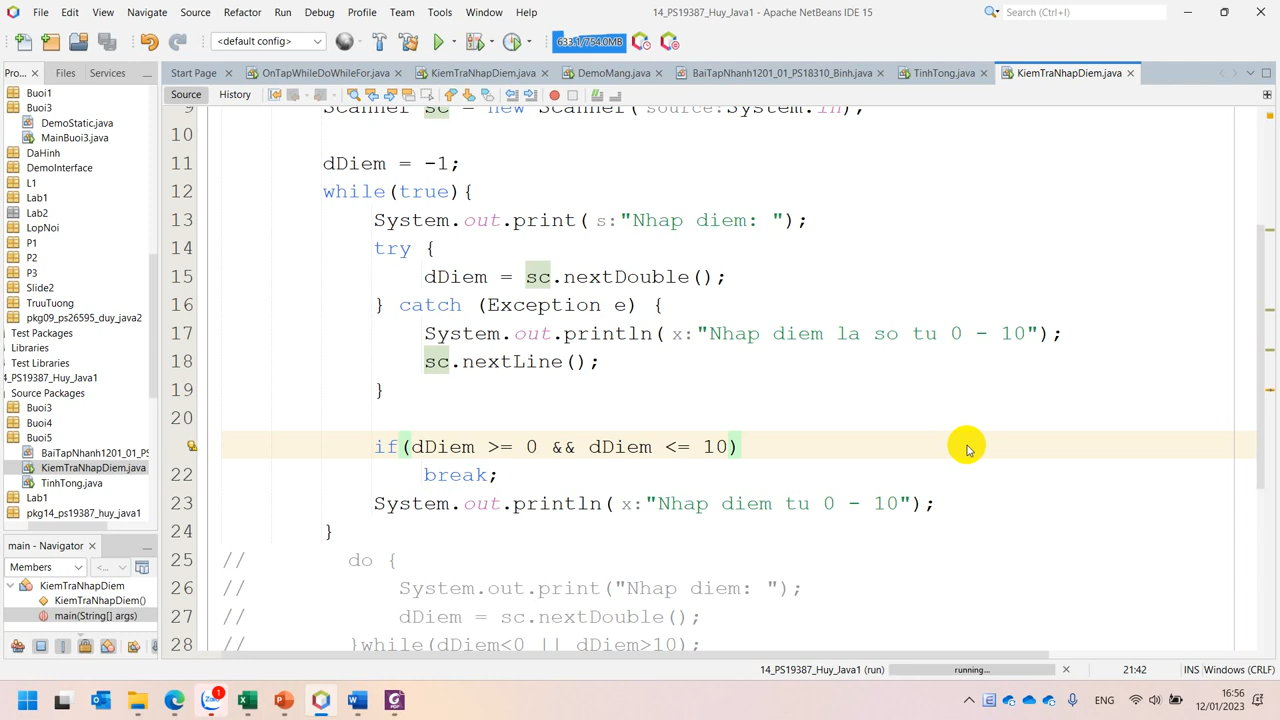 File Edit View Navigate Source Refactor Run Debug Profile Team Tools Window Help
14_PS19387_Huy_Java1 - Apache NetBeans IDE 15
Search (Ctrl+I)
<default config>
633.1/754.0MB
Pro... Files Services
Start Page OnTapWhileDoWhileFor.java KiemTraNhapDiem.java DemoMang.java BaiTapNhanh1201_01_PS18310_Binh.java TinhTong.java KiemTraNhapDiem.java
Source History
Buoi1
Buoi3
DemoStatic.java
MainBuoi3.java
DaHinh
DemoInterface
L1
Lab1
Lab2
LopNoi
P1
P2
P3
Slide2
TruuTuong
pkg09_ps26595_duy_java2
Test Packages
Libraries
Test Libraries
4_PS19387_Huy_Java1
Source Packages
Buoi3
Buoi4
Buoi5
BaiTapNhanh1201_01_PS
KiemTraNhapDiem.java
TinhTong.java
Lab1
pkg14_ps19387_huy_java1
main - Navigator
Members
<...
KiemTraNhapDiem
KiemTraNhapDiem()
main(String[] args)
9 Scanner sc = new Scanner(source:System.in);
10
11 dDiem = -1;
12 while(true){
13 System.out.print(s:"Nhap diem: ");
14 try {
15 dDiem = sc.nextDouble();
16 } catch (Exception e) {
17 System.out.println(x:"Nhap diem la so tu 0 - 10");
18 sc.nextLine();
19 }
20
if(dDiem >= 0 && dDiem <= 10)
22 break;
23 System.out.println(x:"Nhap diem tu 0 - 10");
24 }
25 // do {
26 // System.out.print("Nhap diem: ");
27 // dDiem = sc.nextDouble();
28 // }while(dDiem<0 || dDiem>10);
14_PS19387_Huy_Java1 (run) running... 21:42 INS Windows (CRLF)
Zalo 1
ENG
16:56
12/01/2023